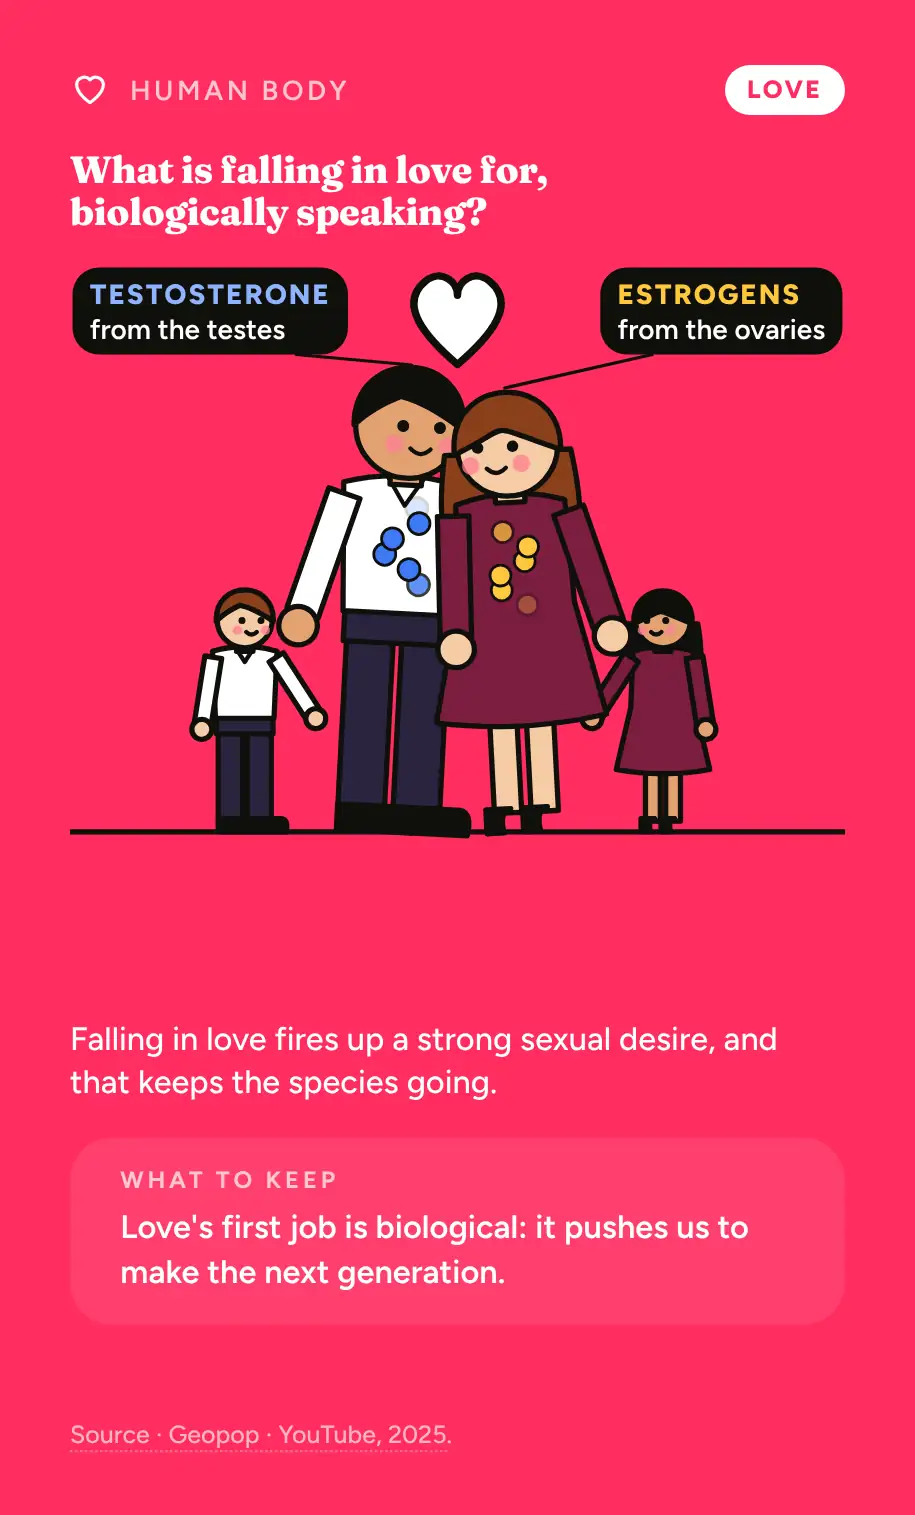 HUMAN BODY
LOVE
What is falling in love for,
biologically speaking?
TESTOSTERONE
from the testes
ESTROGENS
from the ovaries
Falling in love fires up a strong sexual desire, and
that keeps the species going.
WHAT TO KEEP
Love's first job is biological: it pushes us to
make the next generation.
Source · Geopop · YouTube, 2025.